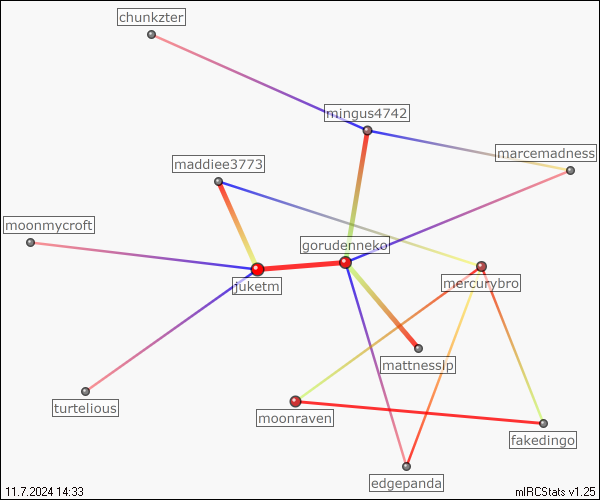 chunkzter
mingus4742
marcemadness
maddiee3773
moonmycroft
gorudenneko
juketm
mercurybro
mattnesslp
turtelious
moonraven
fakedingo
edgepanda
11.7.2024 14:33
mIRCStats v1.25